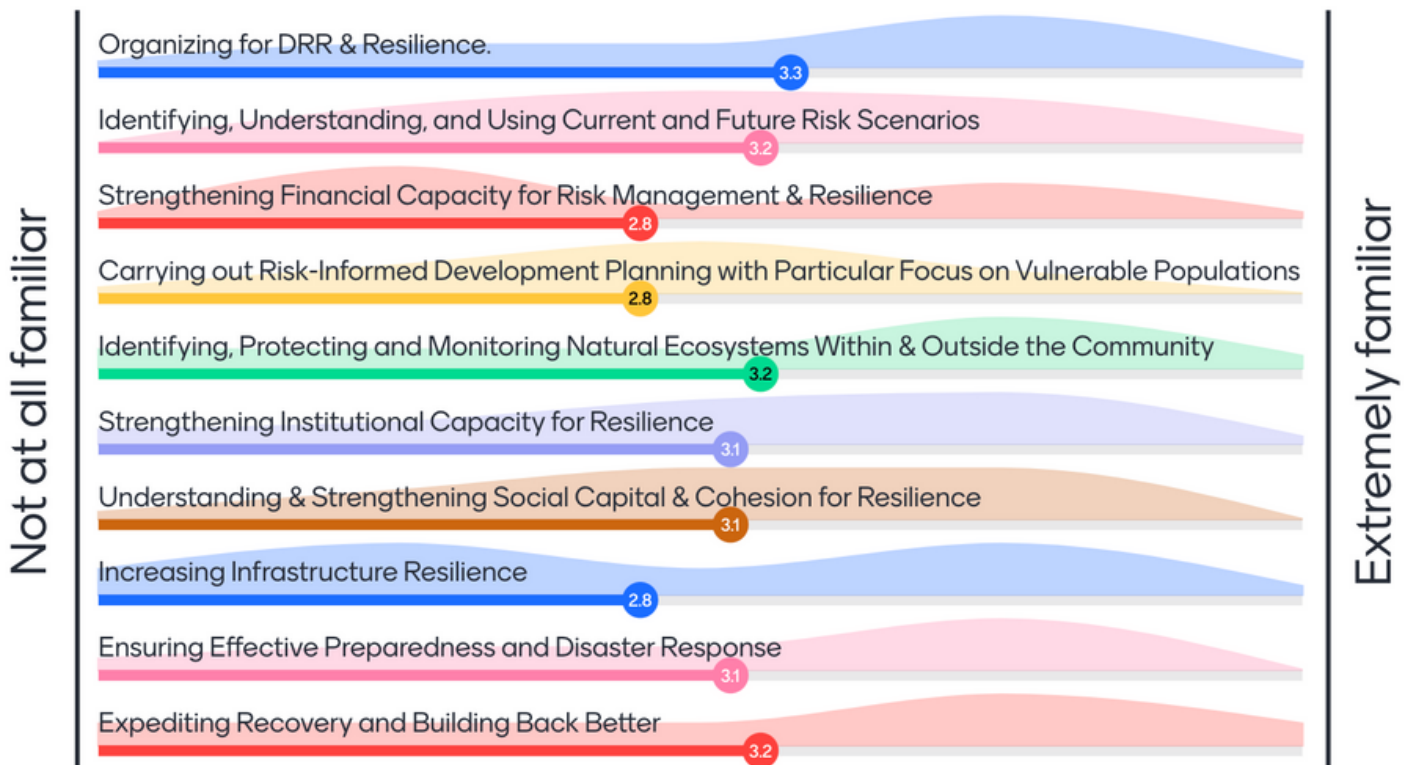 Not at all familiar
Organizing for DRR & Resilience.
3.3
Identifying, Understanding, and Using Current and Future Risk Scenarios
3.2
Strengthening Financial Capacity for Risk Management & Resilience
2.8
Carrying out Risk-Informed Development Planning with Particular Focus on Vulnerable Populations
2.8
Identifying, Protecting and Monitoring Natural Ecosystems Within & Outside the Community
3.2
Strengthening Institutional Capacity for Resilience
3.1
Understanding & Strengthening Social Capital & Cohesion for Resilience
3.1
Increasing Infrastructure Resilience
2.8
Ensuring Effective Preparedness and Disaster Response
3.1
Expediting Recovery and Building Back Better
3.2
Extremely familiar